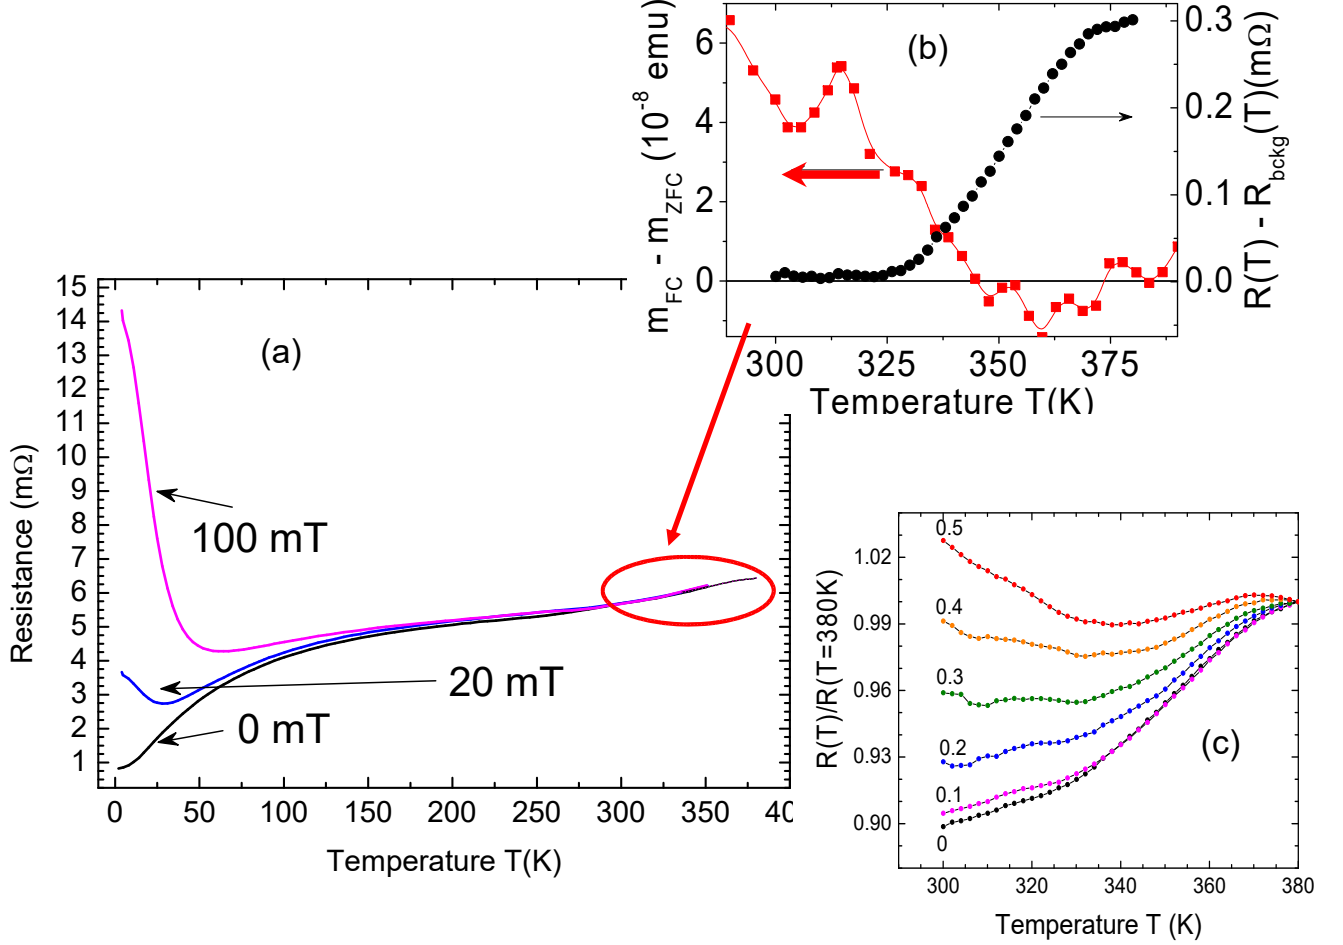 (b)
6
4
2
0
m_FC - m_ZFC (10^-8 emu)
0.3
0.2
0.1
0.0
R(T) - R_bckg(T)(mΩ)
300 325 350 375
Temperature T(K)
(a)
15
14
13
12
11
10
9
8
7
6
5
4
3
2
1
Resistance (mΩ)
100 mT
20 mT
0 mT
0 50 100 150 200 250 300 350 40
Temperature T(K)
(c)
1.02
0.99
0.96
0.93
0.90
R(T)/R(T=380K)
0.5
0.4
0.3
0.2
0.1
0
300 320 340 360 380
Temperature T (K)